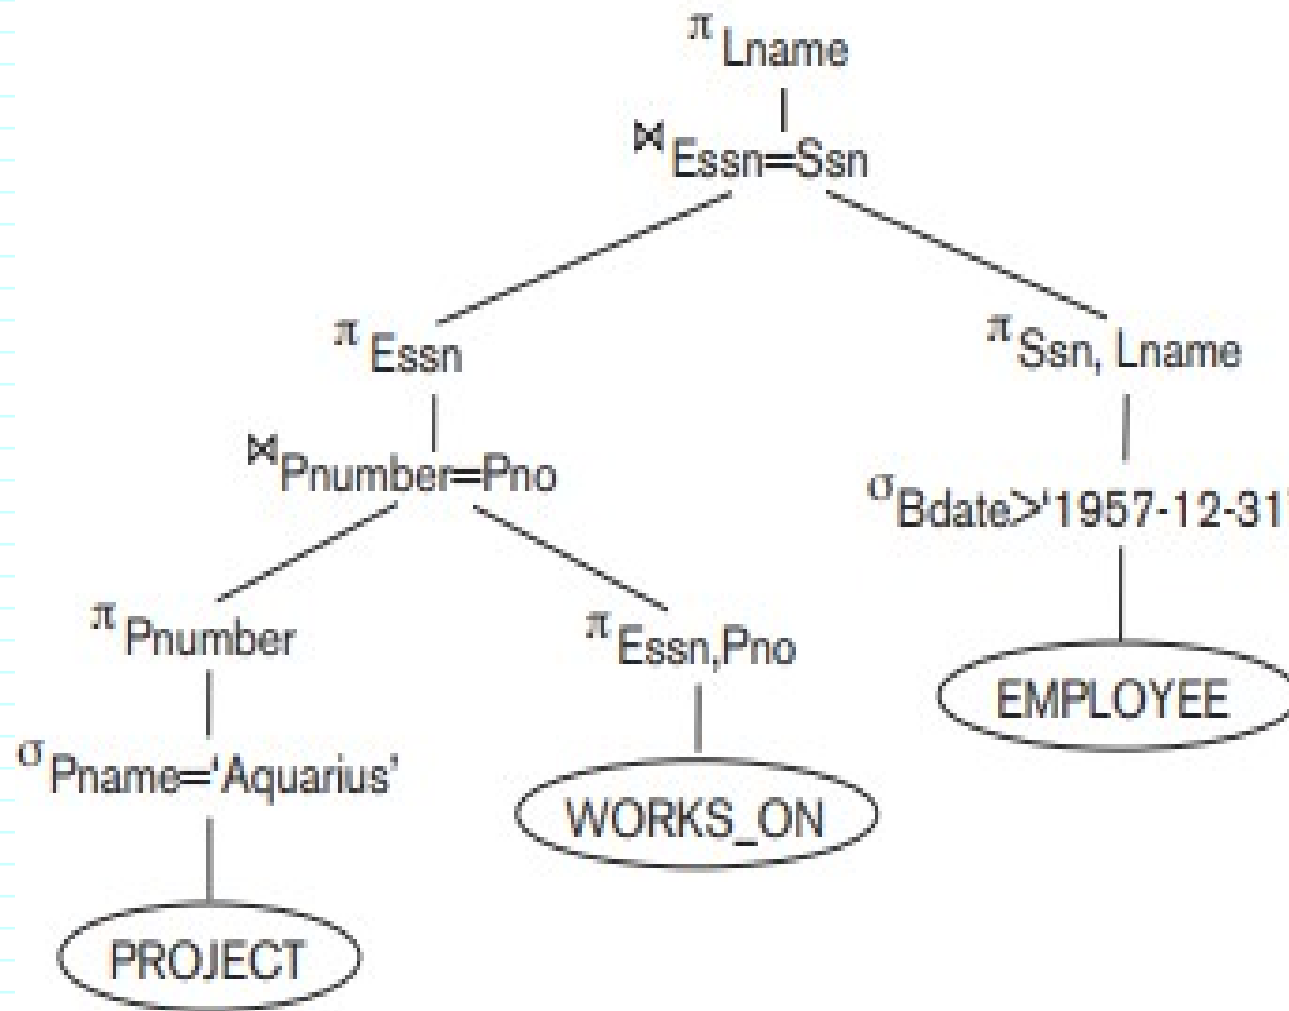 π Lname
⋈ Essn=Ssn
π Essn
π Ssn, Lname
⋈ Pnumber=Pno
σ Bdate>‘1957-12-31’
π Pnumber
π Essn,Pno
EMPLOYEE
σ Pname=‘Aquarius’
WORKS_ON
PROJECT